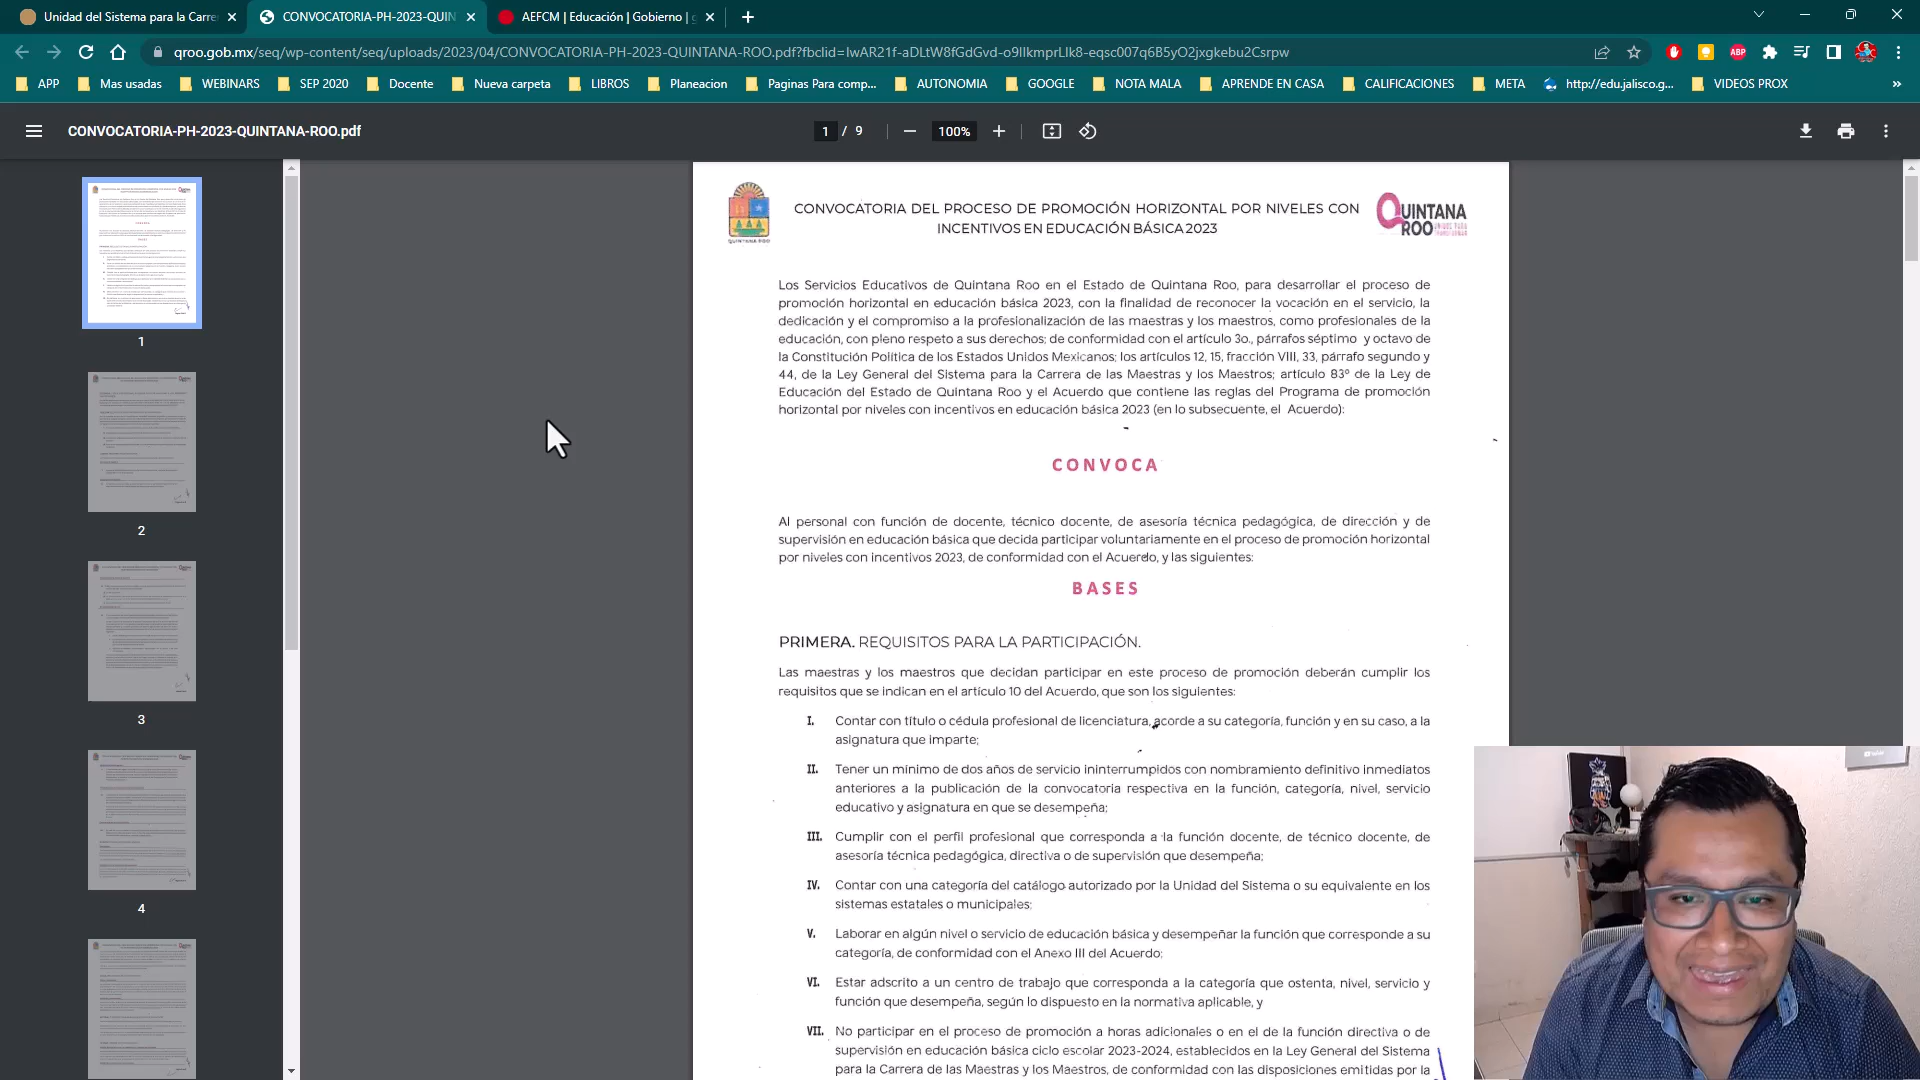 Unidad del Sistema para la Carre
CONVOCATORIA-PH-2023-QUIN
AEFCM | Educación | Gobierno |
qroo.gob.mx/seq/wp-content/seq/uploads/2023/04/CONVOCATORIA-PH-2023-QUINTANA-ROO.pdf?fbclid=IwAR21f-aDLtW8fGdGvd-o9IlkmprLlk8-eqsc007q6B5yO2jxgkebu2Csrpw
APP
Mas usadas
WEBINARS
SEP 2020
Docente
Nueva carpeta
LIBROS
Planeacion
Paginas Para comp...
AUTONOMIA
GOOGLE
NOTA MALA
APRENDE EN CASA
CALIFICACIONES
META
http://edu.jalisco.g...
VIDEOS PROX
CONVOCATORIA-PH-2023-QUINTANA-ROO.pdf
1 / 9
100%
1
2
3
4
QUINTANA ROO
CONVOCATORIA DEL PROCESO DE PROMOCIÓN HORIZONTAL POR NIVELES CON
INCENTIVOS EN EDUCACIÓN BÁSICA 2023
QUINTANA
ROO
Los Servicios Educativos de Quintana Roo en el Estado de Quintana Roo, para desarrollar el proceso de
promoción horizontal en educación básica 2023, con la finalidad de reconocer la vocación en el servicio, la
dedicación y el compromiso a la profesionalización de las maestras y los maestros, como profesionales de la
educación, con pleno respeto a sus derechos; de conformidad con el artículo 3o., párrafos séptimo y octavo de
la Constitución Política de los Estados Unidos Mexicanos; los artículos 12, 15, fracción VIII, 33, párrafo segundo y
44, de la Ley General del Sistema para la Carrera de las Maestras y los Maestros; artículo 83º de la Ley de
Educación del Estado de Quintana Roo y el Acuerdo que contiene las reglas del Programa de promoción
horizontal por niveles con incentivos en educación básica 2023 (en lo subsecuente, el Acuerdo):
CONVOCA
Al personal con función de docente, técnico docente, de asesoría técnica pedagógica, de dirección y de
supervisión en educación básica que decida participar voluntariamente en el proceso de promoción horizontal
por niveles con incentivos 2023, de conformidad con el Acuerdo, y las siguientes:
BASES
PRIMERA. REQUISITOS PARA LA PARTICIPACIÓN.
Las maestras y los maestros que decidan participar en este proceso de promoción deberán cumplir los
requisitos que se indican en el artículo 10 del Acuerdo, que son los siguientes:
I. Contar con título o cédula profesional de licenciatura, acorde a su categoría, función y en su caso, a la
asignatura que imparte;
II. Tener un mínimo de dos años de servicio ininterrumpidos con nombramiento definitivo inmediatos
anteriores a la publicación de la convocatoria respectiva en la función, categoría, nivel, servicio
educativo y asignatura en que se desempeña;
III. Cumplir con el perfil profesional que corresponda a la función docente, de técnico docente, de
asesoría técnica pedagógica, directiva o de supervisión que desempeña;
IV. Contar con una categoría del catálogo autorizado por la Unidad del Sistema o su equivalente en los
sistemas estatales o municipales;
V. Laborar en algún nivel o servicio de educación básica y desempeñar la función que corresponde a su
categoría, de conformidad con el Anexo III del Acuerdo;
VI. Estar adscrito a un centro de trabajo que corresponda a la categoría que ostenta, nivel, servicio y
función que desempeña, según lo dispuesto en la normativa aplicable, y
VII. No participar en el proceso de promoción a horas adicionales o en el de la función directiva o de
supervisión en educación básica ciclo escolar 2023-2024, establecidos en la Ley General del Sistema
para la Carrera de las Maestras y los Maestros, de conformidad con las disposiciones emitidas por la